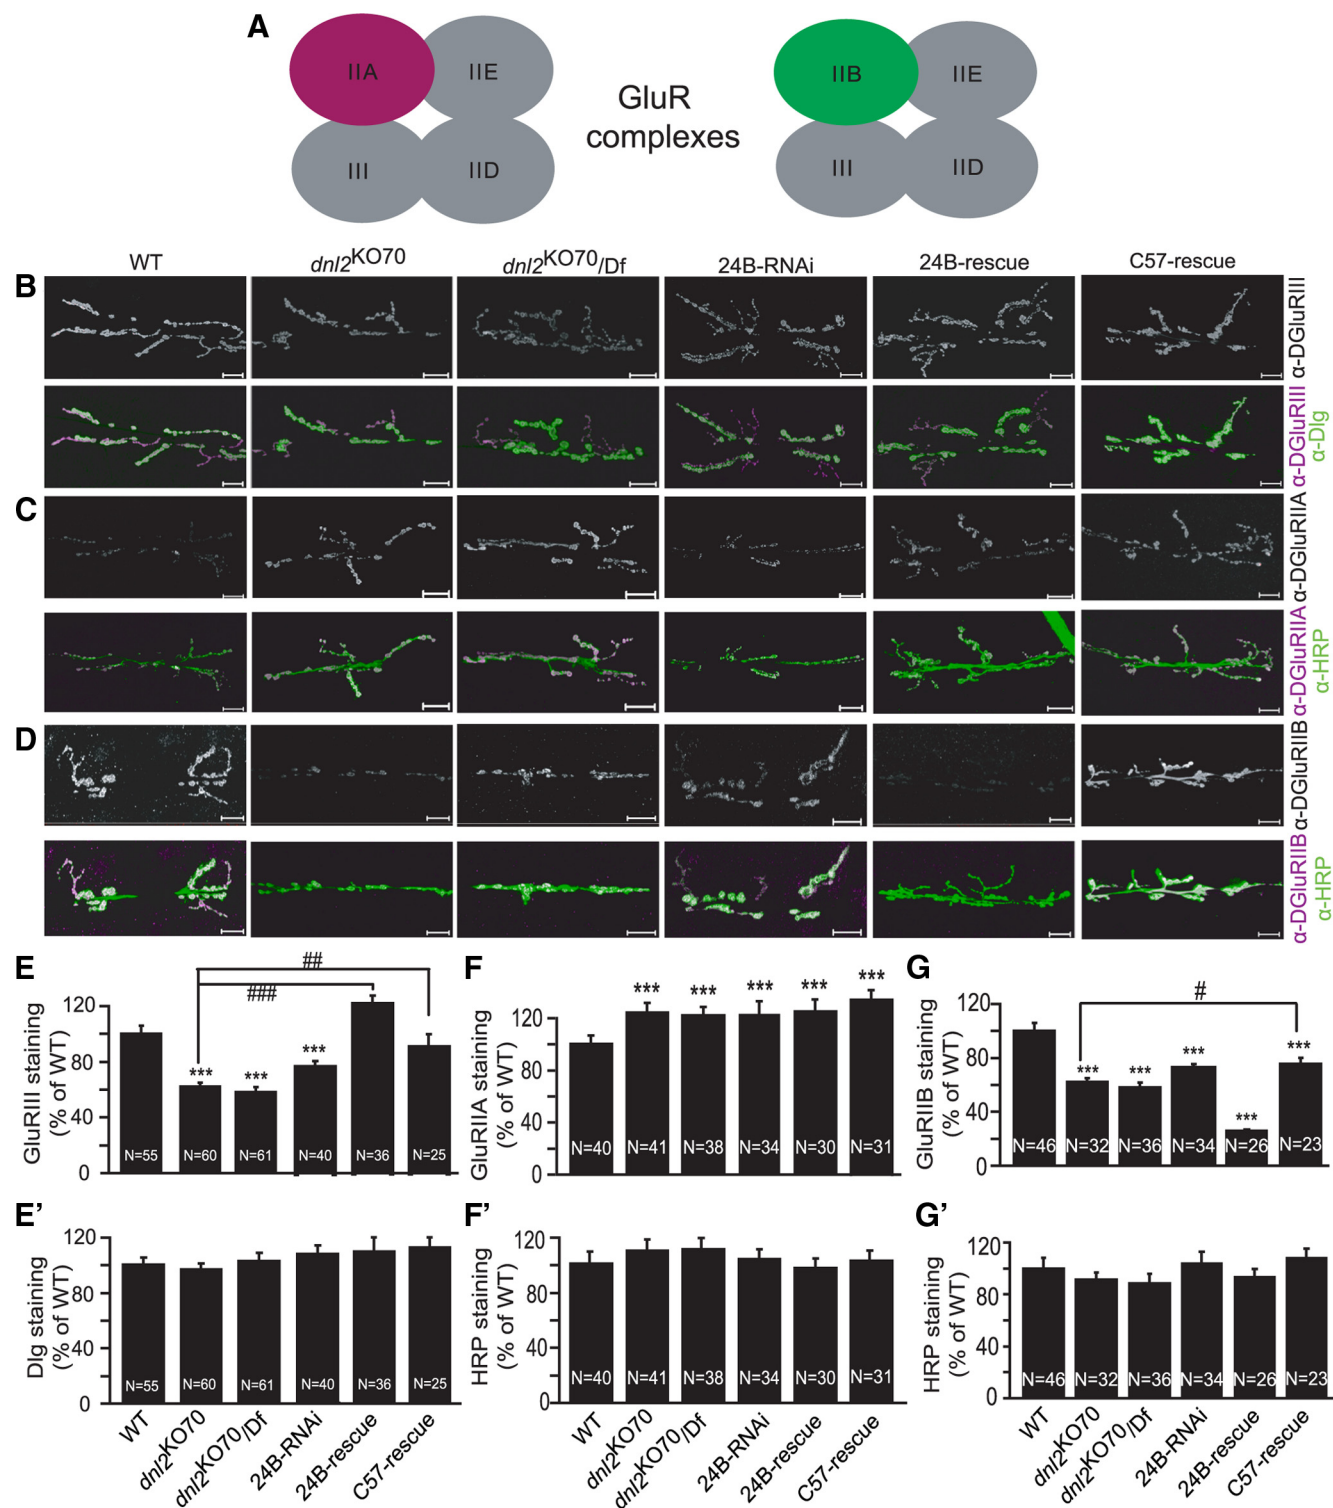 A
IIA IIE
III IID
GluR
complexes
IIB IIE
III IID
WT dnl2KO70 dnl2KO70/Df 24B-RNAi 24B-rescue C57-rescue
B
α-DGluRIII
α-DGluRIII
α-Dlg
C
α-DGluRIIA
α-DGluRIIA
α-HRP
D
α-DGluRIIB
α-DGluRIIB
α-HRP
E
GluRIII staining
(% of WT)
120
80
40
0
##
###
*** *** ***
N=55 N=60 N=61 N=40 N=36 N=25
F
GluRIIA staining
(% of WT)
120
80
40
0
*** *** *** *** ***
N=40 N=41 N=38 N=34 N=30 N=31
G
GluRIIB staining
(% of WT)
120
80
40
0
#
*** *** *** *** ***
N=46 N=32 N=36 N=34 N=26 N=23
E'
Dlg staining
(% of WT)
120
80
40
0
N=55 N=60 N=61 N=40 N=36 N=25
WT dnl2KO70 dnl2KO70/Df 24B-RNAi 24B-rescue C57-rescue
F'
HRP staining
(% of WT)
120
80
40
0
N=40 N=41 N=38 N=34 N=30 N=31
WT dnl2KO70 dnl2KO70/Df 24B-RNAi 24B-rescue C57-rescue
G'
HRP staining
(% of WT)
120
80
40
0
N=46 N=32 N=36 N=34 N=26 N=23
WT dnl2KO70 dnl2KO70/Df 24B-RNAi 24B-rescue C57-rescue